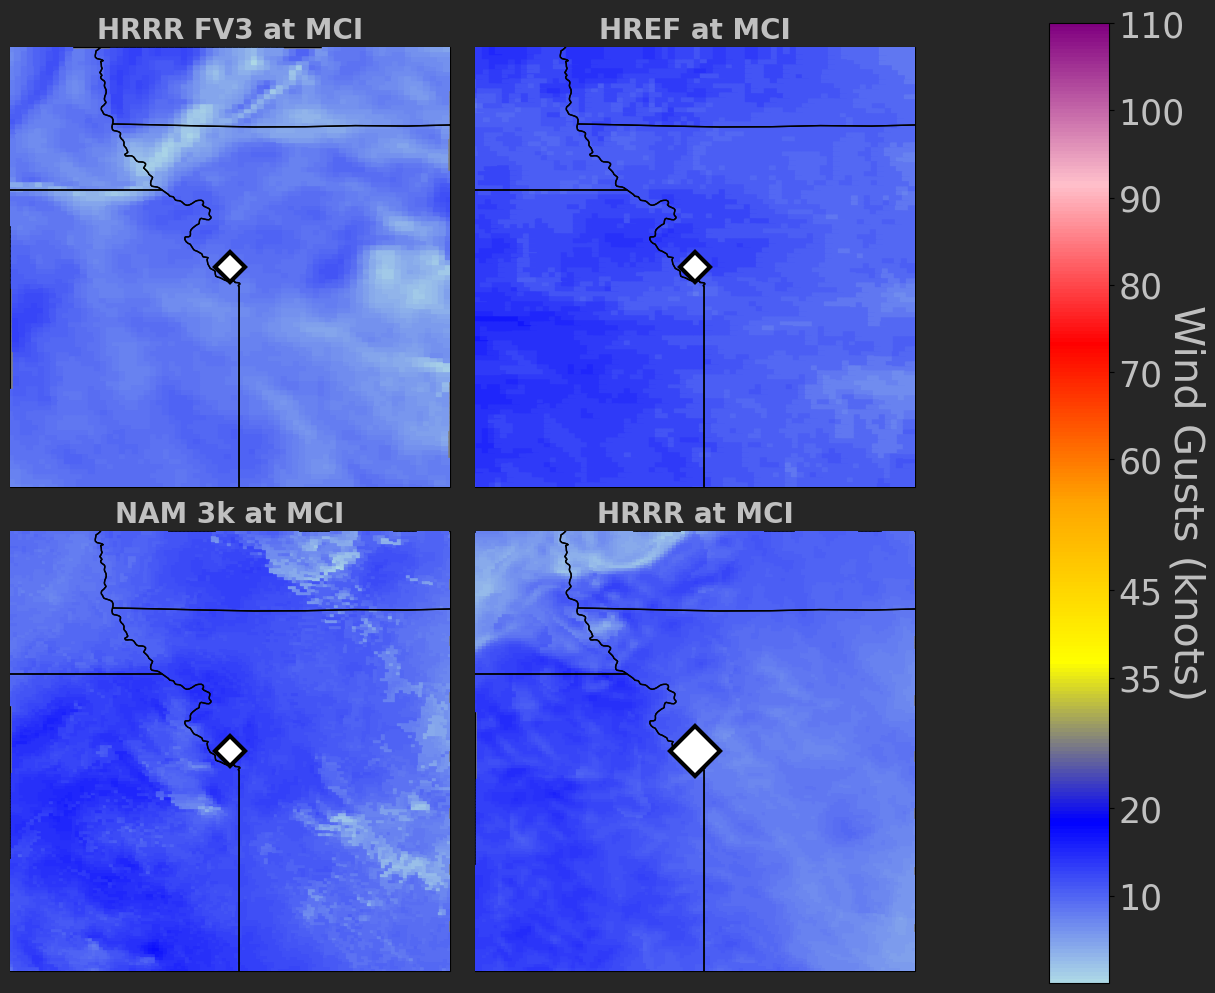 HRRR FV3 at MCI
HREF at MCI
NAM 3k at MCI
HRRR at MCI
110
100
90
80
70
60
45
35
20
10
Wind Gusts (knots)